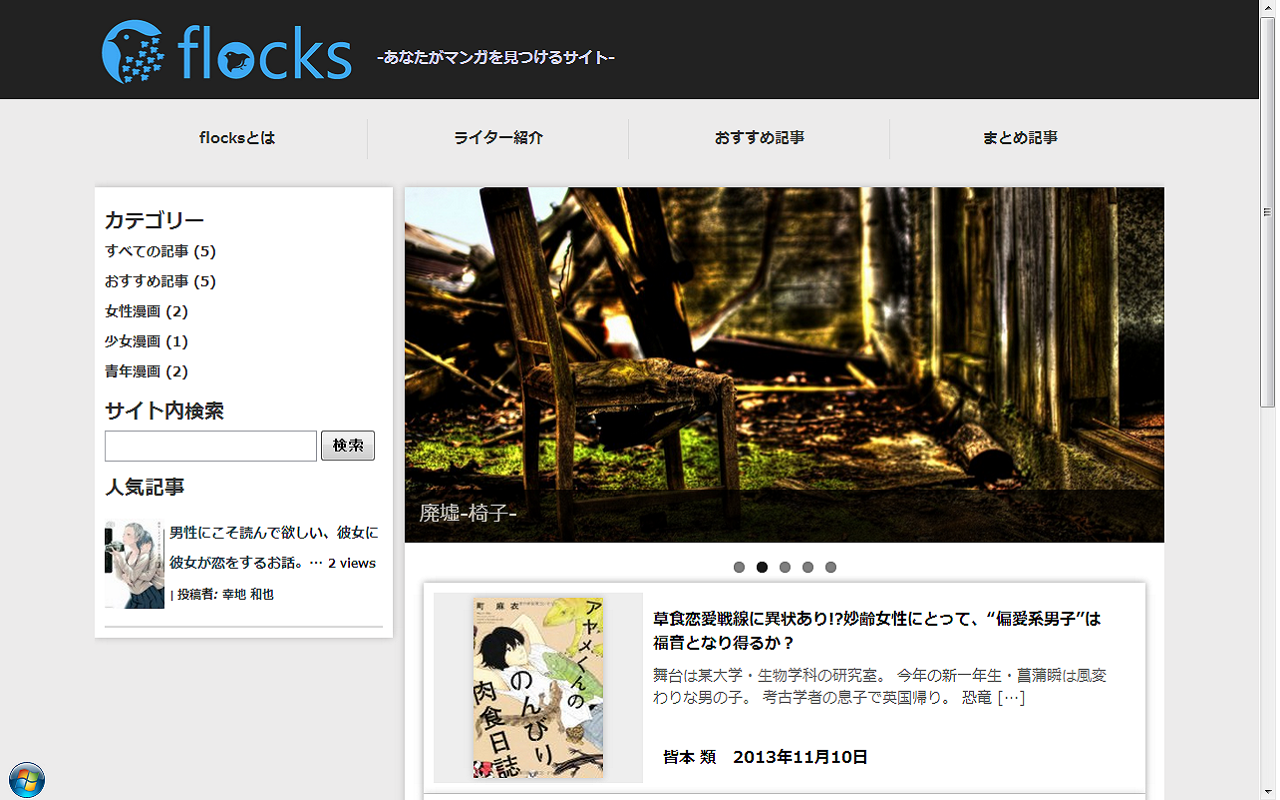 flocks
-あなたがマンガを見つけるサイト-
flocksとは
ライター紹介
おすすめ記事
まとめ記事
カテゴリー
すべての記事 (5)
おすすめ記事 (5)
女性漫画 (2)
少女漫画 (1)
青年漫画 (2)
サイト内検索
検索
人気記事
男性にこそ読んで欲しい、彼女に
彼女が恋をするお話。… 2 views
| 投稿者: 幸地 和也
廃墟-椅子-
町 麻衣
アヤメくんの
のんびり
肉食日誌
草食恋愛戦線に異状あり!?妙齢女性にとって、“偏愛系男子”は
福音となり得るか？
舞台は某大学・生物学科の研究室。 今年の新一年生・菖蒲瞬は風変
わりな男の子。 考古学者の息子で英国帰り。 恐竜 […]
皆本 類 2013年11月10日